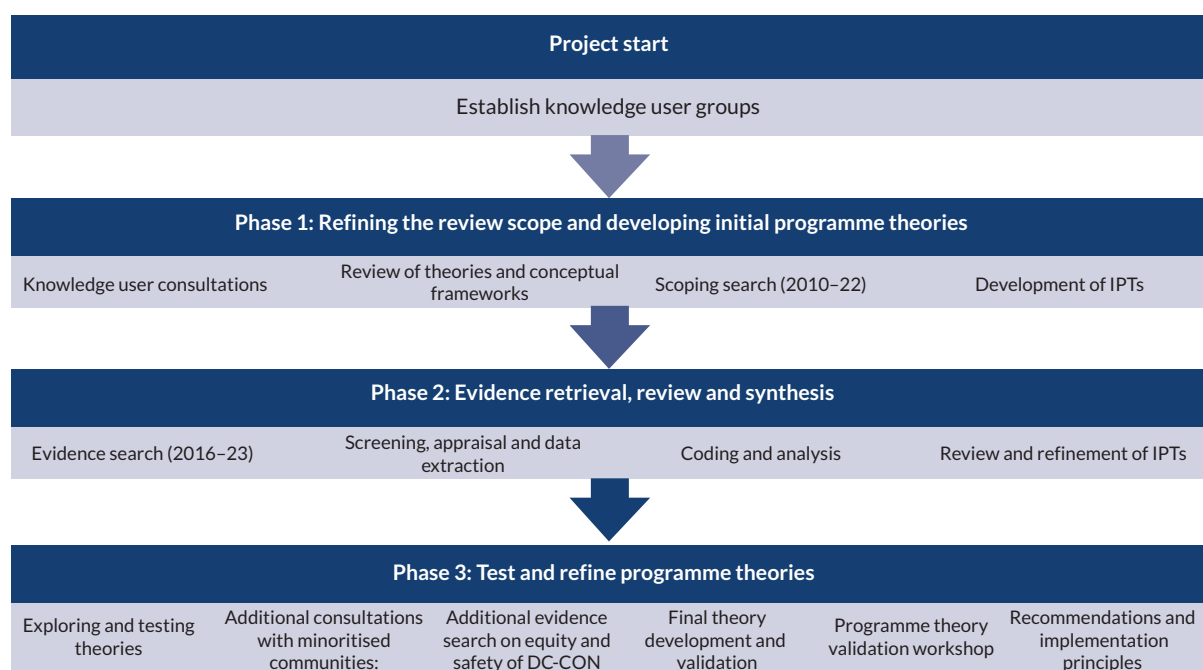 Project start
Establish knowledge user groups
Phase 1: Refining the review scope and developing initial programme theories
Knowledge user consultations
Review of theories and conceptual
frameworks
Scoping search (2010–22)
Development of IPTs
Phase 2: Evidence retrieval, review and synthesis
Evidence search (2016–23)
Screening, appraisal and data
extraction
Coding and analysis
Review and refinement of IPTs
Phase 3: Test and refine programme theories
Exploring and testing
theories
Additional consultations
with minoritised
communities:
Additional evidence
search on equity and
safety of DC-CON
Final theory
development and
validation
Programme theory
validation workshop
Recommendations and
implementation
principles